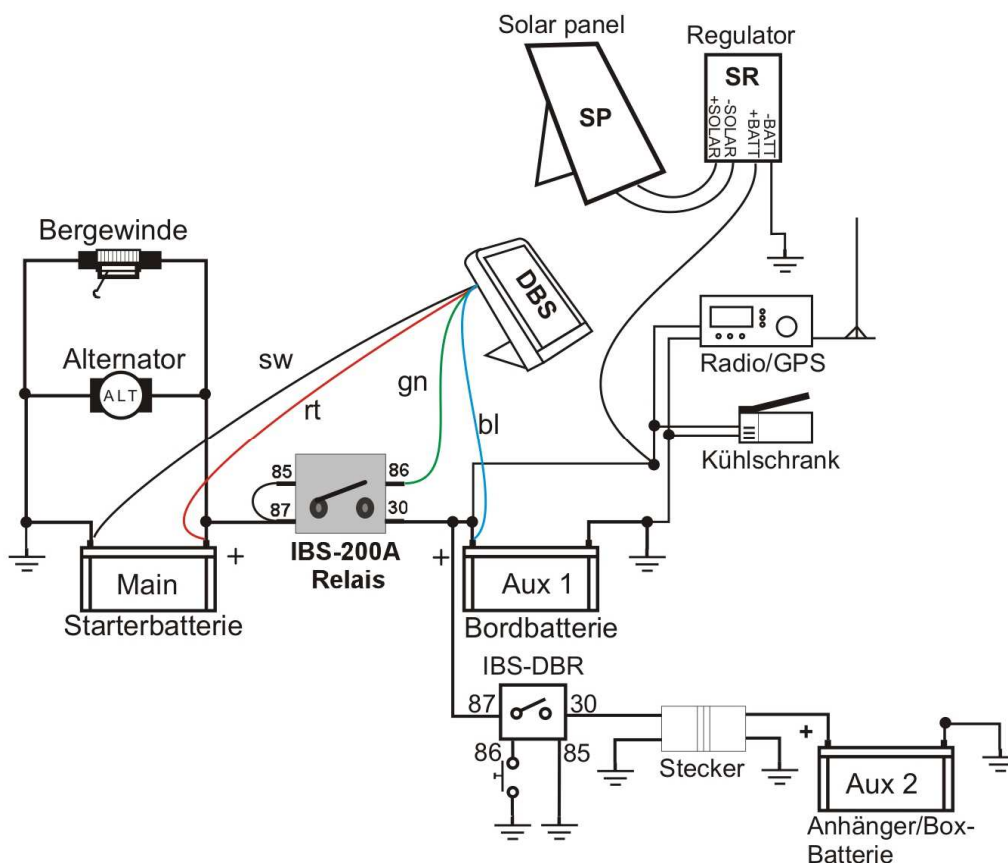 Solar panel
Regulator
SR
+SOLAR
-SOLAR
+BATT
-BATT
SP
Bergewinde
DBS
Alternator
ALT
sw
rt
gn
bl
Radio/GPS
Kühlschrank
85
86
87
30
IBS-200A
Relais
+
+
Main
Aux 1
Starterbatterie
Bordbatterie
IBS-DBR
87
30
86
85
Stecker
+
Aux 2
Anhänger/Box-
Batterie